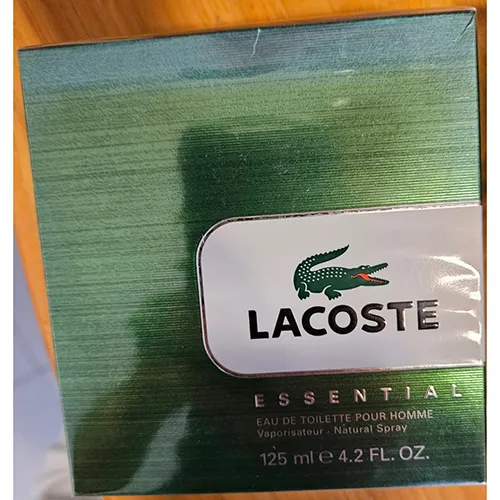 LACOSTE
ESSENTIAL
EAU DE TOILETTE POUR HOMME
Vaporisateur - Natural Spray
125 ml ℮ 4.2 FL. OZ.